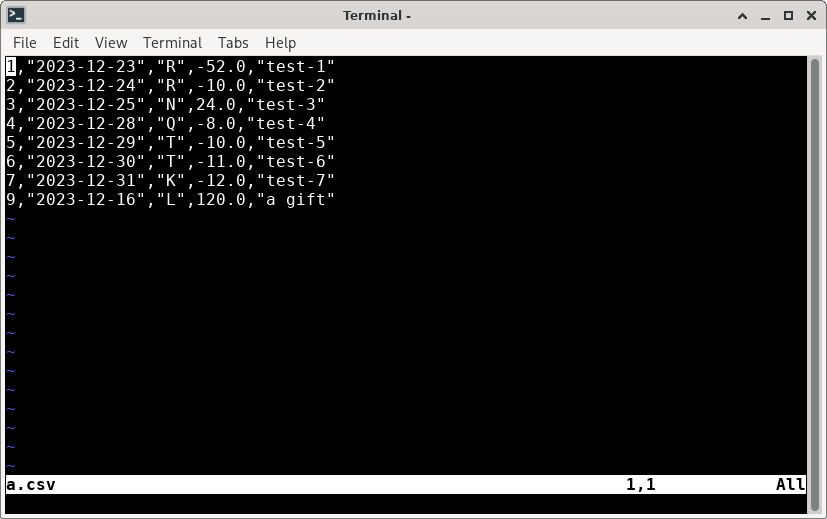 Terminal -
File Edit View Terminal Tabs Help
1,"2023-12-23","R",-52.0,"test-1"
2,"2023-12-24","R",-10.0,"test-2"
3,"2023-12-25","N",24.0,"test-3"
4,"2023-12-28","Q",-8.0,"test-4"
5,"2023-12-29","T",-10.0,"test-5"
6,"2023-12-30","T",-11.0,"test-6"
7,"2023-12-31","K",-12.0,"test-7"
9,"2023-12-16","L",120.0,"a gift"
~
~
~
~
~
~
~
~
~
~
~
~
~
~
a.csv 1,1 All